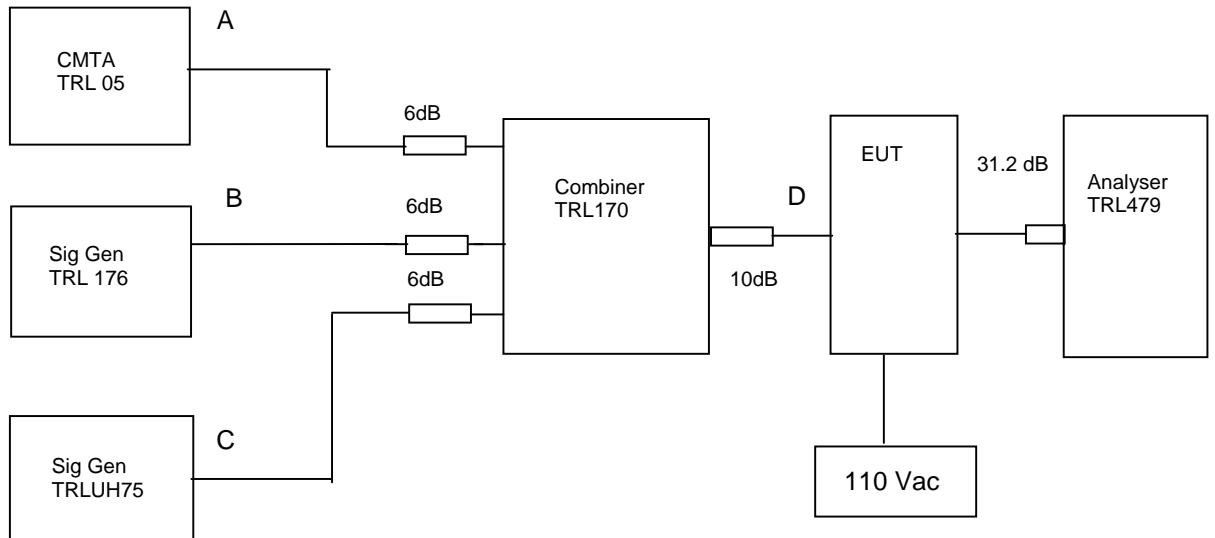 A
CMTA
TRL 05
6dB
Combiner
TRL170
EUT
31.2 dB
Analyser
TRL479
B
Sig Gen
TRL 176
6dB
D
10dB
6dB
C
Sig Gen
TRLUH75
110 Vac